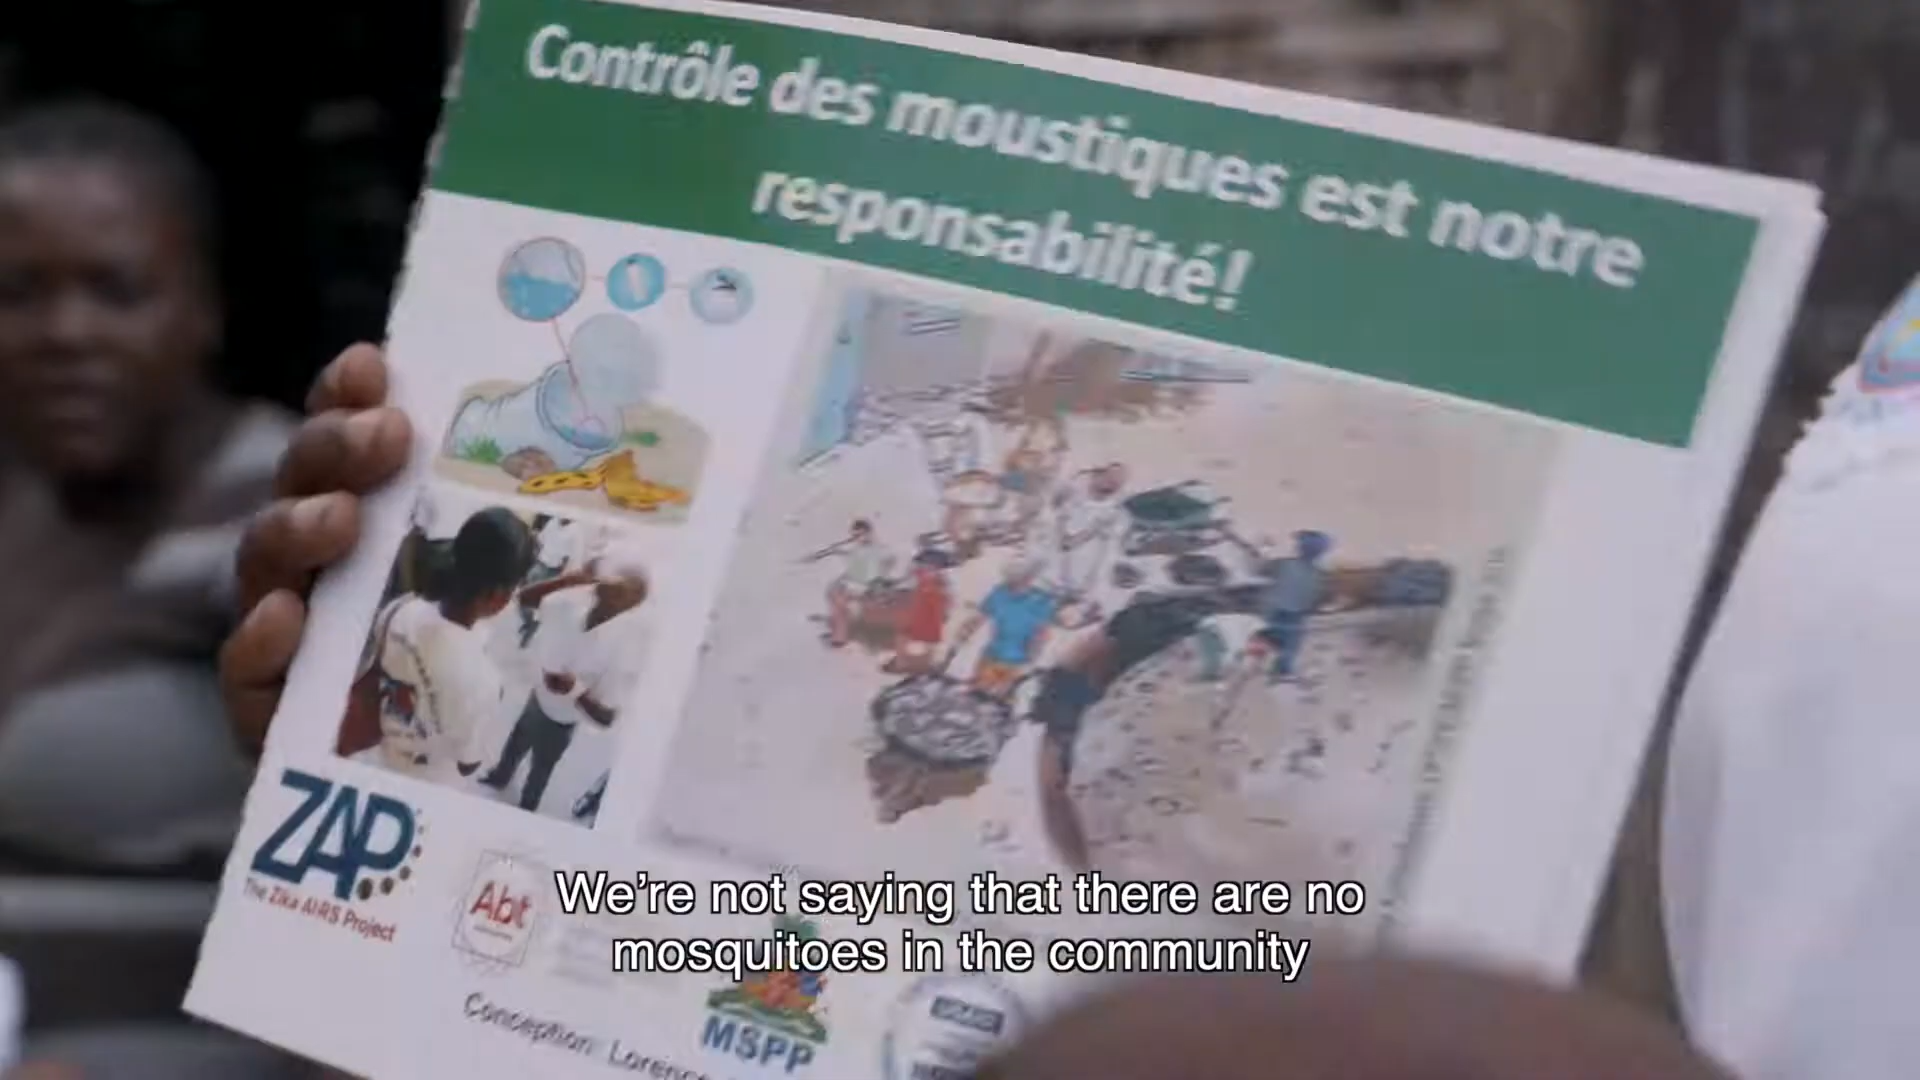 Contrôle des moustiques est notre
responsabilité!
ZAP
The Zika AIRS Project
Abt
We're not saying that there are no
mosquitoes in the community
MSPP
Conception: Lorenc